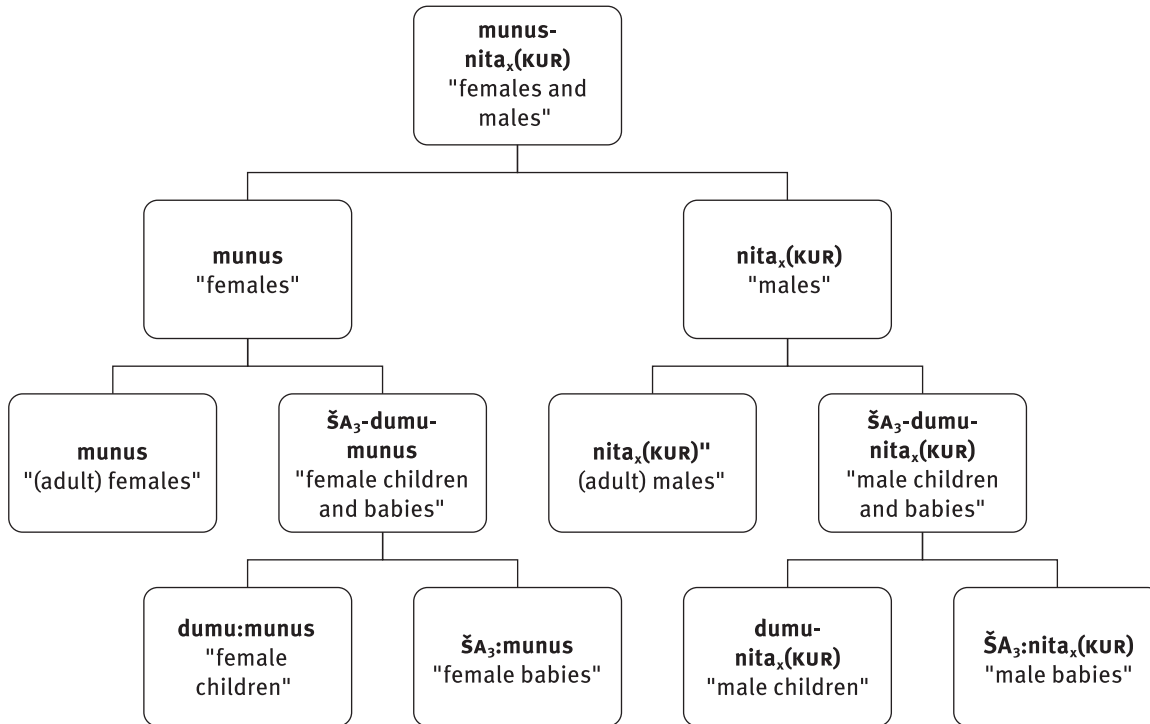 munus-
nitaₓ(KUR)
"females and
males"
munus
"females"
nitaₓ(KUR)
"males"
munus
"(adult) females"
ŠA₃-dumu-
munus
"female children
and babies"
nitaₓ(KUR)"
(adult) males"
ŠA₃-dumu-
nitaₓ(KUR)
"male children
and babies"
dumu:munus
"female
children"
ŠA₃:munus
"female babies"
dumu-
nitaₓ(KUR)
"male children"
ŠA₃:nitaₓ(KUR)
"male babies"